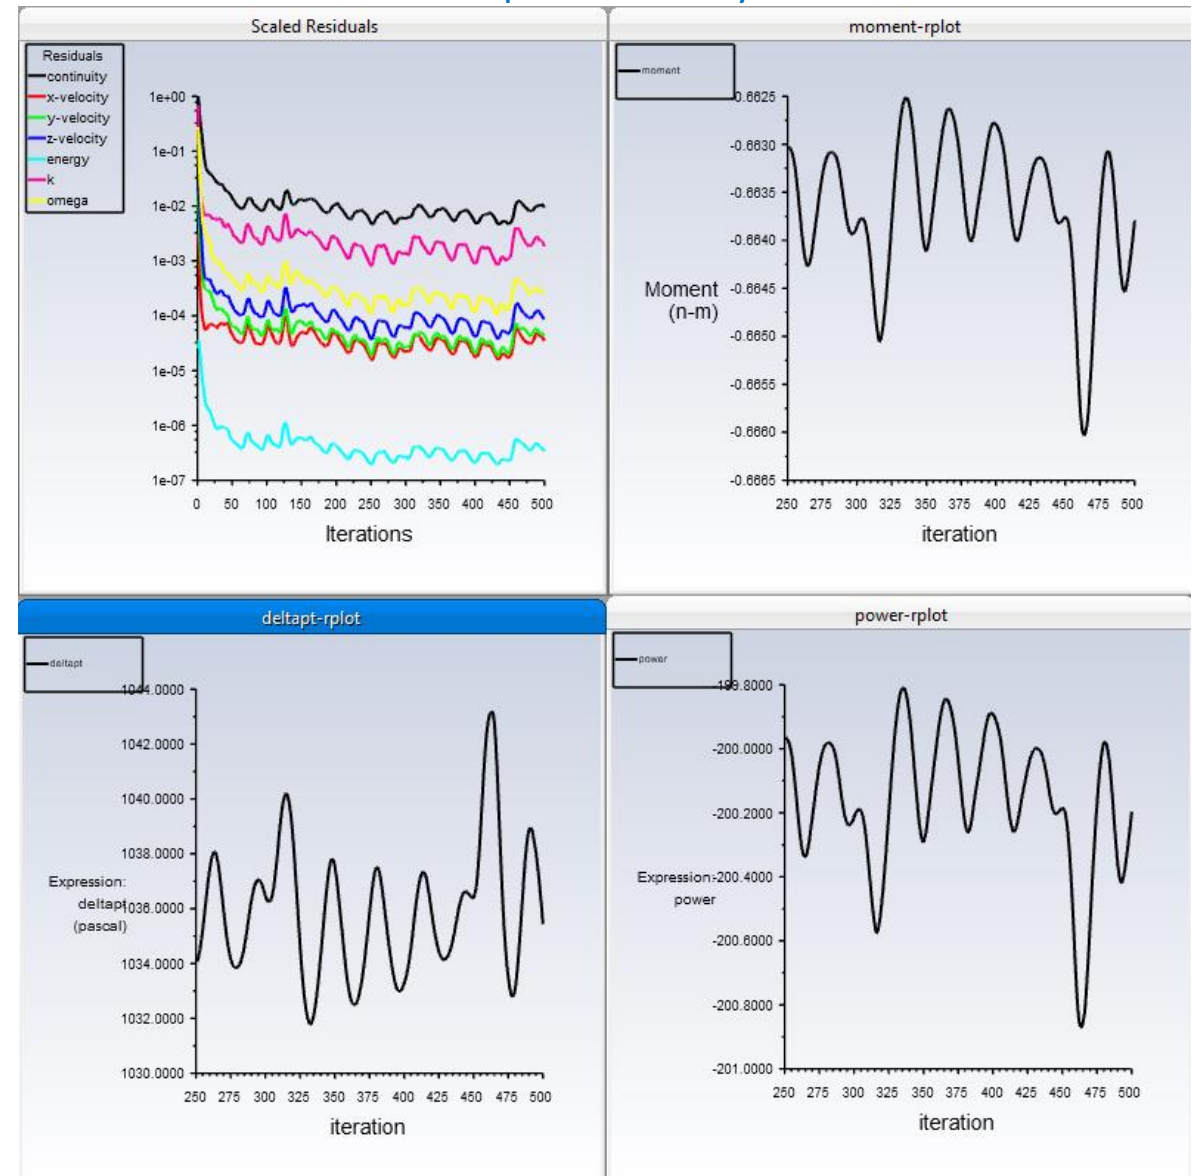 Scaled Residuals
Residuals
continuity
x-velocity
y-velocity
z-velocity
energy
k
omega
1e+00
1e-01
1e-02
1e-03
1e-04
1e-05
1e-06
1e-07
0 50 100 150 200 250 300 350 400 450 500
Iterations
moment-rplot
moment
-0.6630
-0.6635
-0.6640
-0.6645
-0.6650
-0.6655
-0.6660
-0.6665
Moment
(n-m)
250 275 300 325 350 375 400 425 450 475 500
iteration
deltapt-rplot
deltapt
1044.0000
1042.0000
1040.0000
1038.0000
1036.0000
1034.0000
1032.0000
1030.0000
Expression:
deltapt
(pascal)
250 275 300 325 350 375 400 425 450 475 500
iteration
power-rplot
power
-199.8000
-200.0000
-200.2000
-200.4000
-200.6000
-200.8000
-201.0000
Expression:
power
250 275 300 325 350 375 400 425 450 475 500
iteration